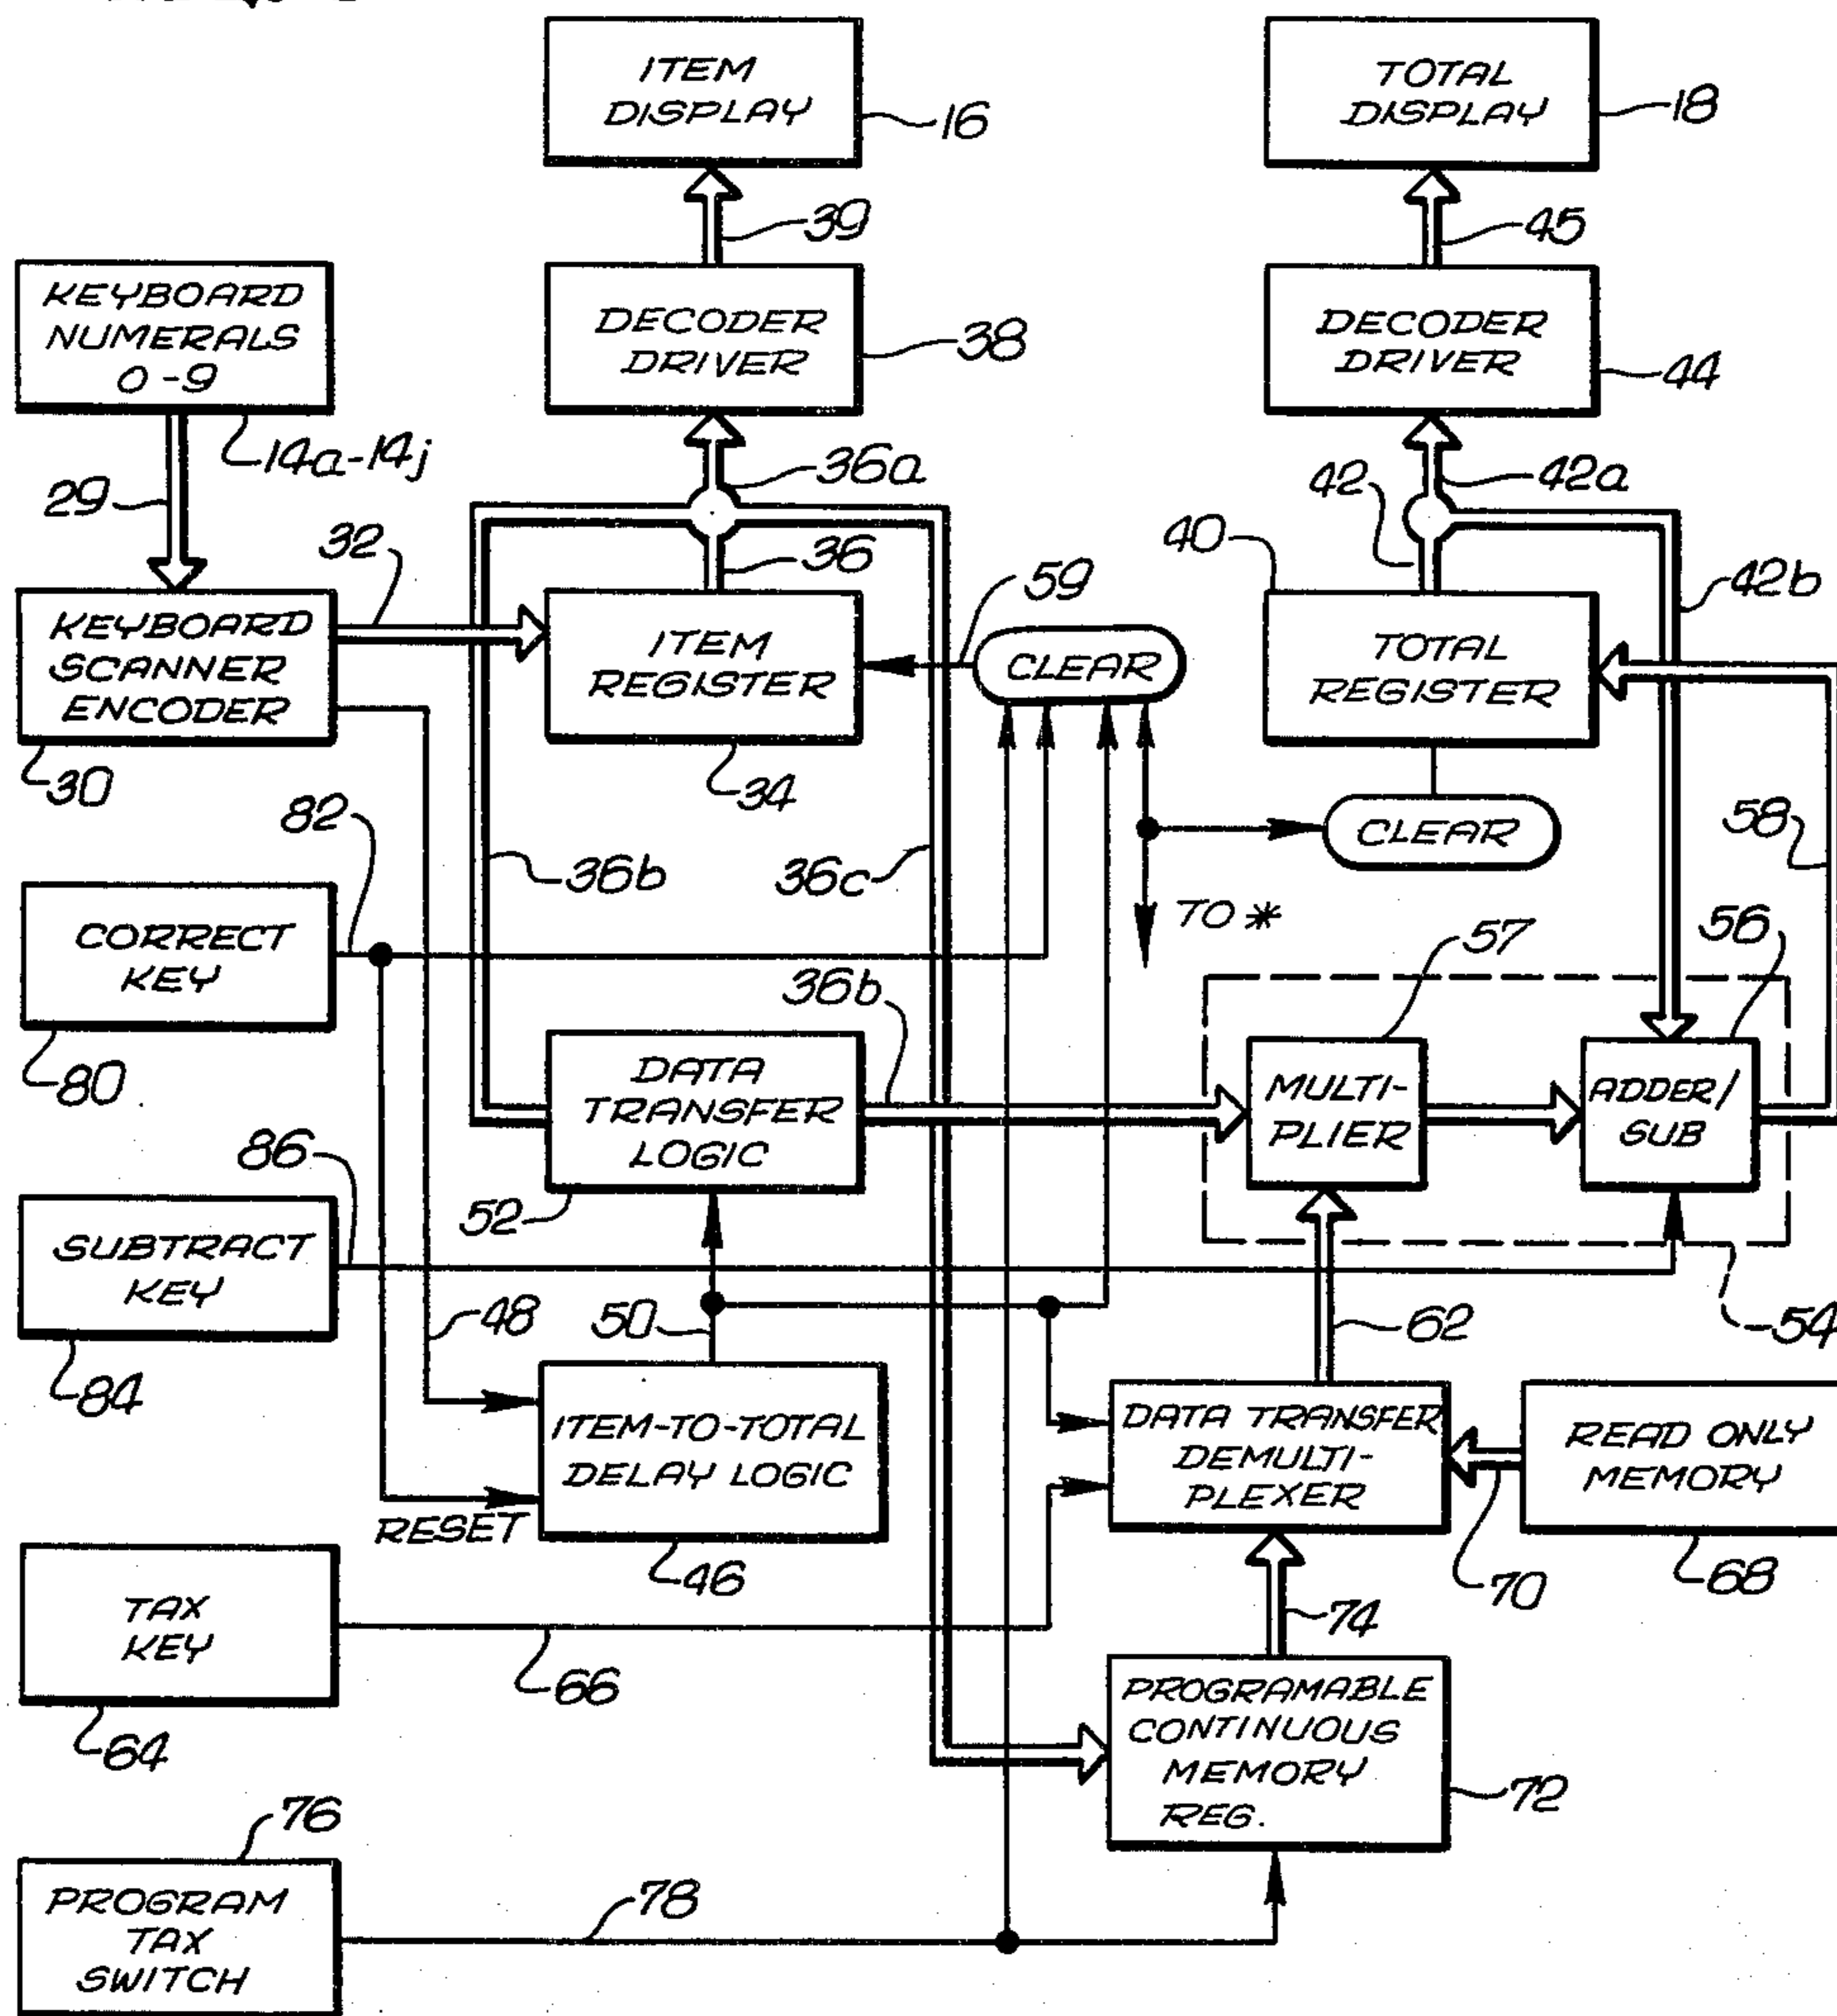 ITEM
DISPLAY
16
TOTAL
DISPLAY
18
39
45
KEYBOARD
NUMERALS
0-9
14a-14j
DECODER
DRIVER
38
DECODER
DRIVER
44
29
36a
42
42a
32
36
40
59
42b
KEYBOARD
SCANNER
ENCODER
30
ITEM
REGISTER
34
CLEAR
TOTAL
REGISTER
82
CLEAR
58
36b
36c
TO *
CORRECT
KEY
80
57
56
36b
DATA
TRANSFER
LOGIC
52
MULTI-
PLIER
ADDER/
SUB
86
SUBTRACT
KEY
84
48
50
62
54
ITEM-TO-TOTAL
DELAY LOGIC
46
RESET
DATA TRANSFER
DEMULTI-
PLEXER
READ ONLY
MEMORY
70
68
TAX
KEY
64
66
74
PROGRAMABLE
CONTINUOUS
MEMORY
REG.
72
76
PROGRAM
TAX
SWITCH
78